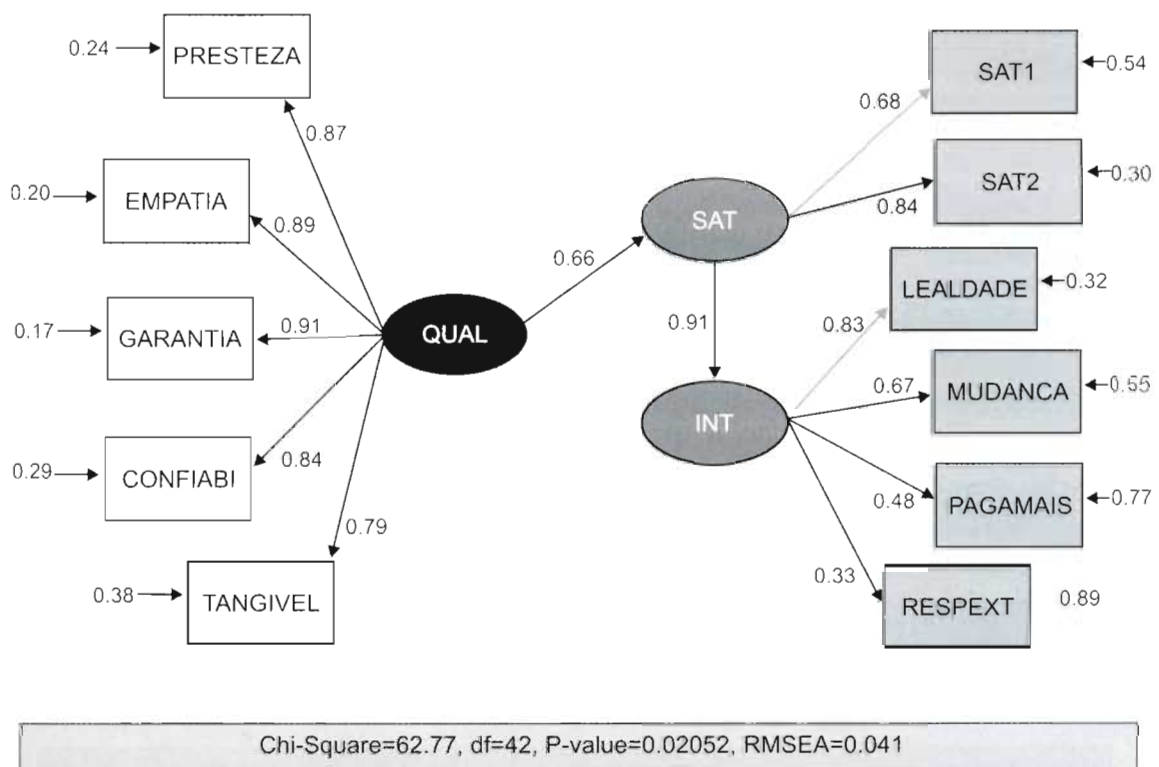 0.24
PRESTEZA
0.87
0.20
EMPATIA
0.89
0.17
GARANTIA
0.91
0.29
CONFIABI
0.84
0.38
TANGIVEL
0.79
QUAL
0.66
SAT
0.91
INT
0.68
SAT1
0.54
0.84
SAT2
0.30
0.83
LEALDADE
0.32
0.67
MUDANCA
0.55
0.48
PAGAMAIS
0.77
0.33
RESPEXT
0.89
Chi-Square=62.77, df=42, P-value=0.02052, RMSEA=0.041